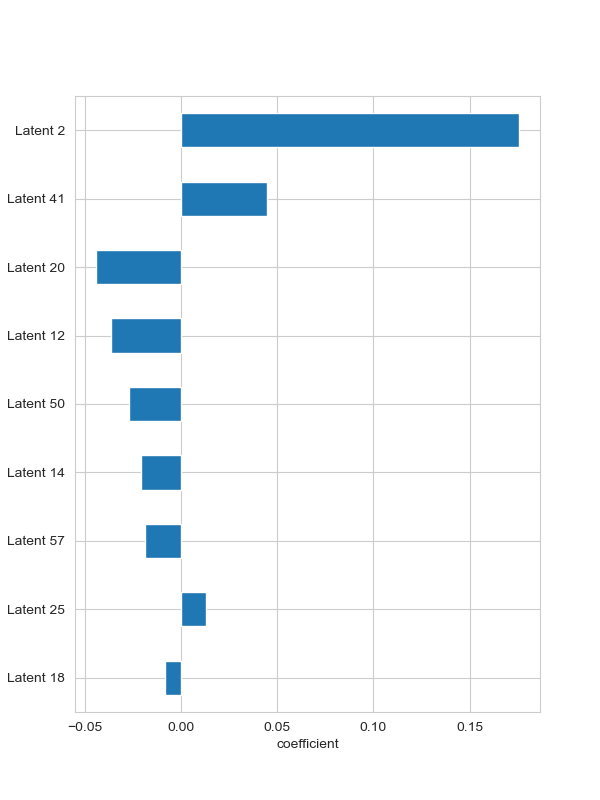 Latent 2
Latent 41
Latent 20
Latent 12
Latent 50
Latent 14
Latent 57
Latent 25
Latent 18
−0.05 0.00 0.05 0.10 0.15
coefficient